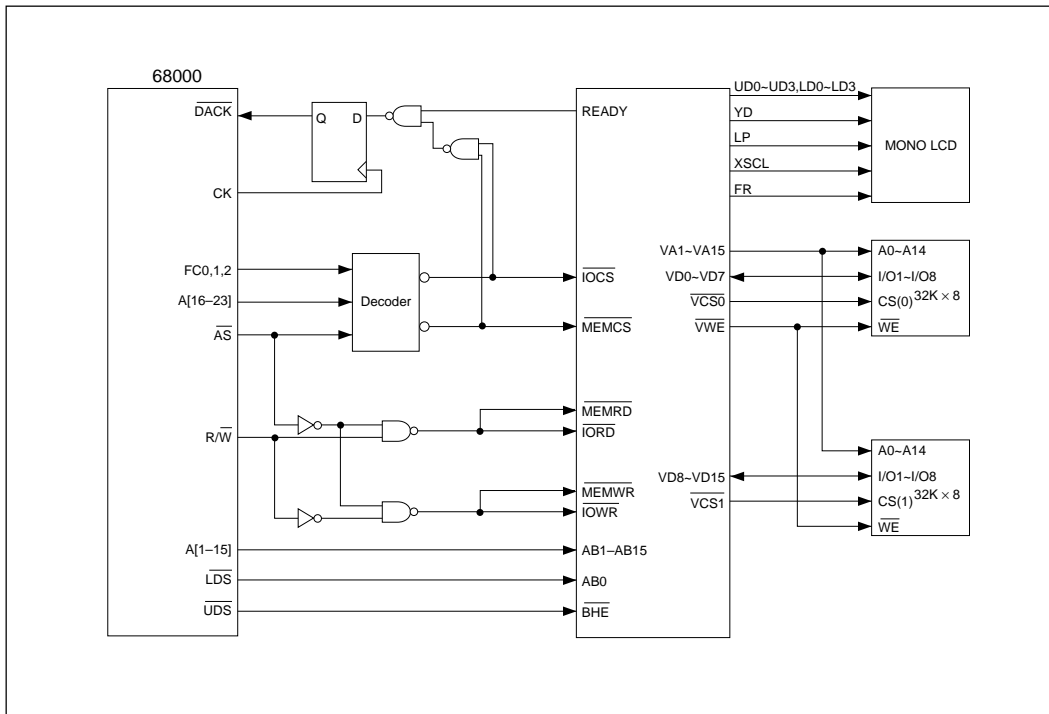 68000
DACK
CK
FC0,1,2
A[16–23]
AS
R/W
A[1–15]
LDS
UDS
Q D
Decoder
READY
IOCS
MEMCS
MEMRD
IORD
MEMWR
IOWR
AB1–AB15
AB0
BHE
VA1~VA15
VD0~VD7
VCS0
VWE
VD8~VD15
VCS1
UD0~UD3,LD0~LD3
YD
LP
XSCL
FR
MONO LCD
A0~A14
I/O1~I/O8
CS(0) 32K × 8
WE
A0~A14
I/O1~I/O8
CS(1) 32K × 8
WE